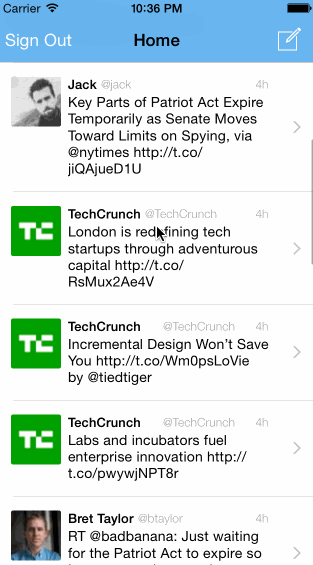 Carrier 10:36 PM
Sign Out Home
Jack @jack 4h
Key Parts of Patriot Act Expire
Temporarily as Senate Moves
Toward Limits on Spying, via
@nytimes http://t.co/
jiQAjueD1U
TechCrunch @TechCrunch 4h
London is redefining tech
startups through adventurous
capital http://t.co/
RsMux2Ae4V
TechCrunch @TechCrunch 4h
Incremental Design Won't Save
You http://t.co/Wm0psLoVie
by @tiedtiger
TechCrunch @TechCrunch 4h
Labs and incubators fuel
enterprise innovation http://
t.co/pwywjNPT8r
Bret Taylor @btaylor 4h
RT @badbanana: Just waiting
for the Patriot Act to expire so